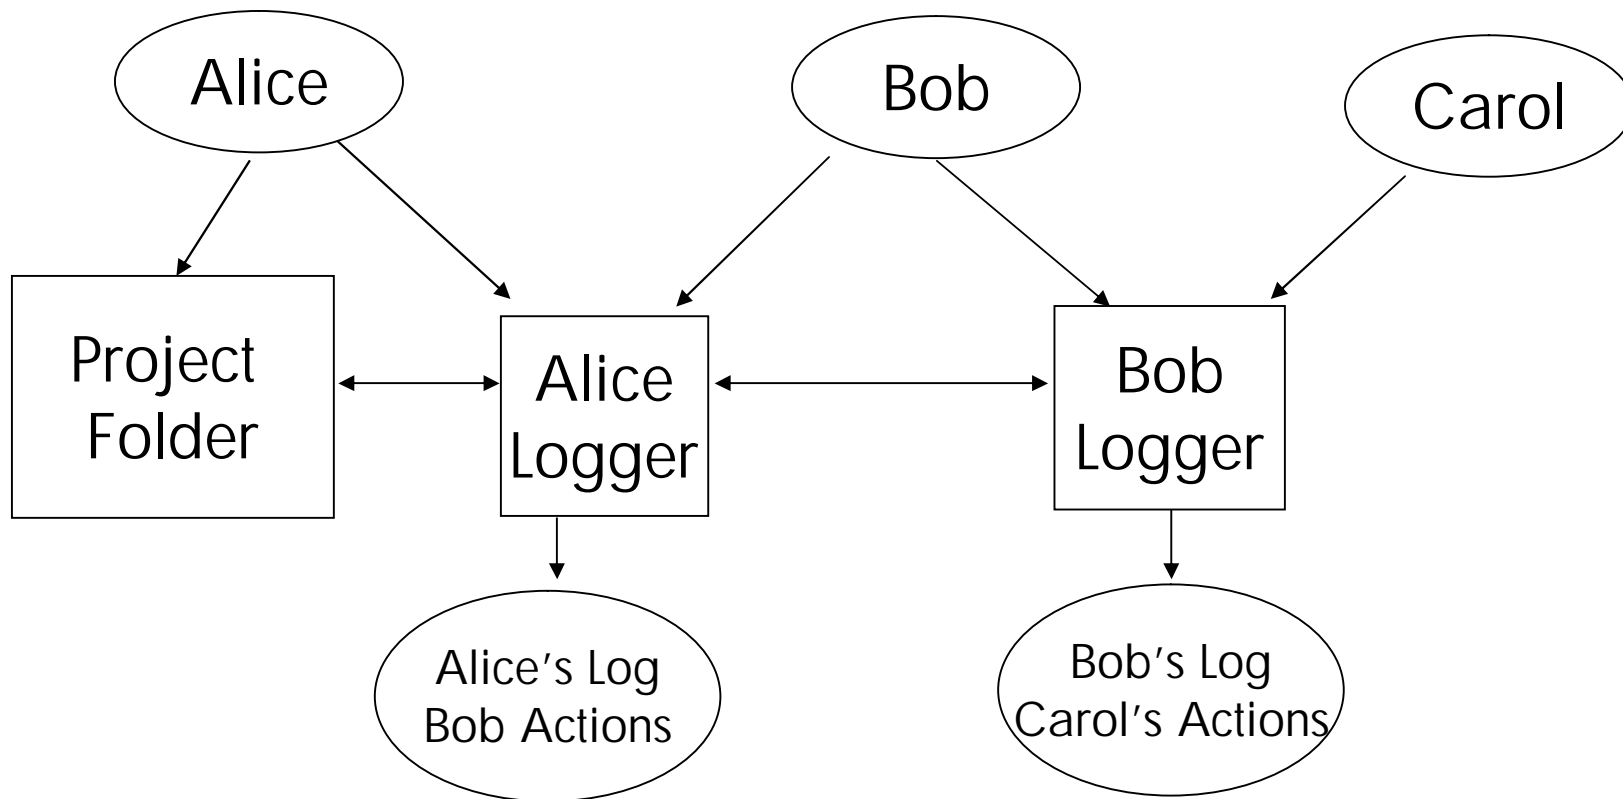 Alice
Bob
Carol
Project
Folder
Alice
Logger
Bob
Logger
Alice's Log
Bob Actions
Bob's Log
Carol's Actions